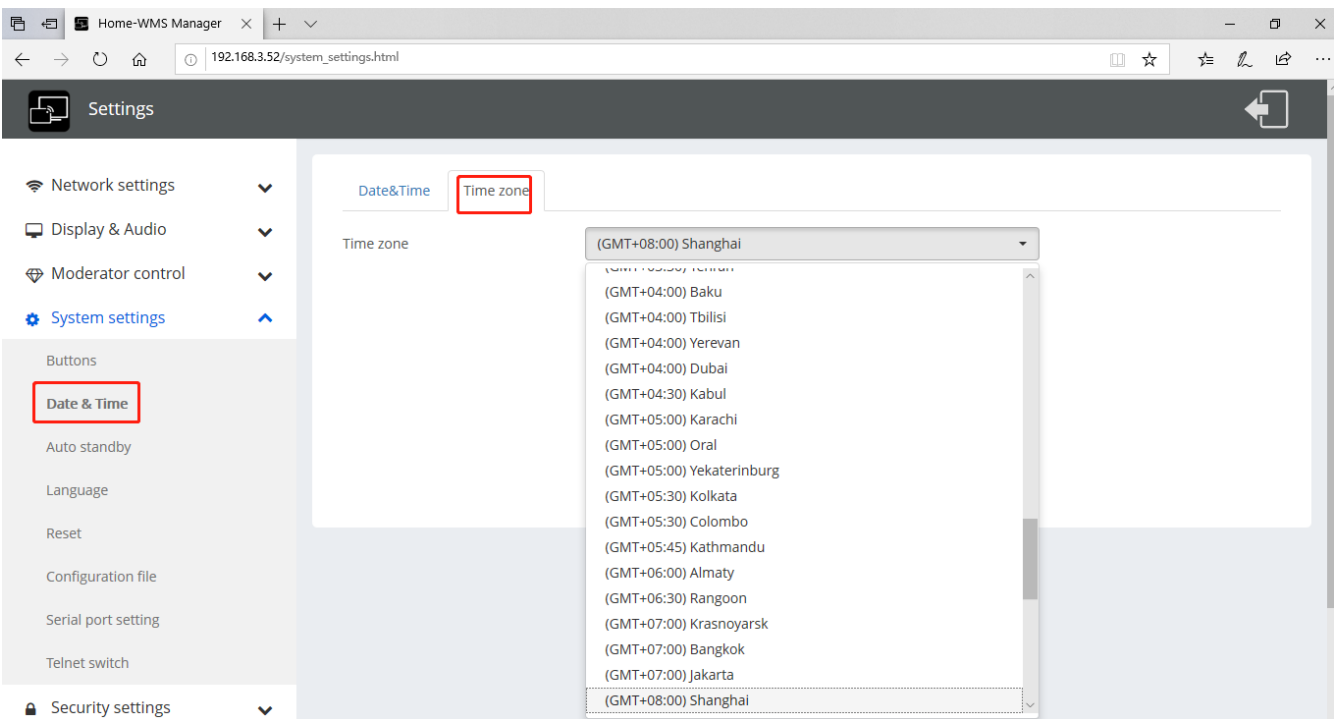 Home-WMS Manager
192.168.3.52/system_settings.html
Settings
Network settings
Display & Audio
Moderator control
System settings
Buttons
Date & Time
Auto standby
Language
Reset
Configuration file
Serial port setting
Telnet switch
Security settings
Date&Time
Time zone
Time zone
(GMT+08:00) Shanghai
(GMT+04:00) Baku
(GMT+04:00) Tbilisi
(GMT+04:00) Yerevan
(GMT+04:00) Dubai
(GMT+04:30) Kabul
(GMT+05:00) Karachi
(GMT+05:00) Oral
(GMT+05:00) Yekaterinburg
(GMT+05:30) Kolkata
(GMT+05:30) Colombo
(GMT+05:45) Kathmandu
(GMT+06:00) Almaty
(GMT+06:30) Rangoon
(GMT+07:00) Krasnoyarsk
(GMT+07:00) Bangkok
(GMT+07:00) Jakarta
(GMT+08:00) Shanghai